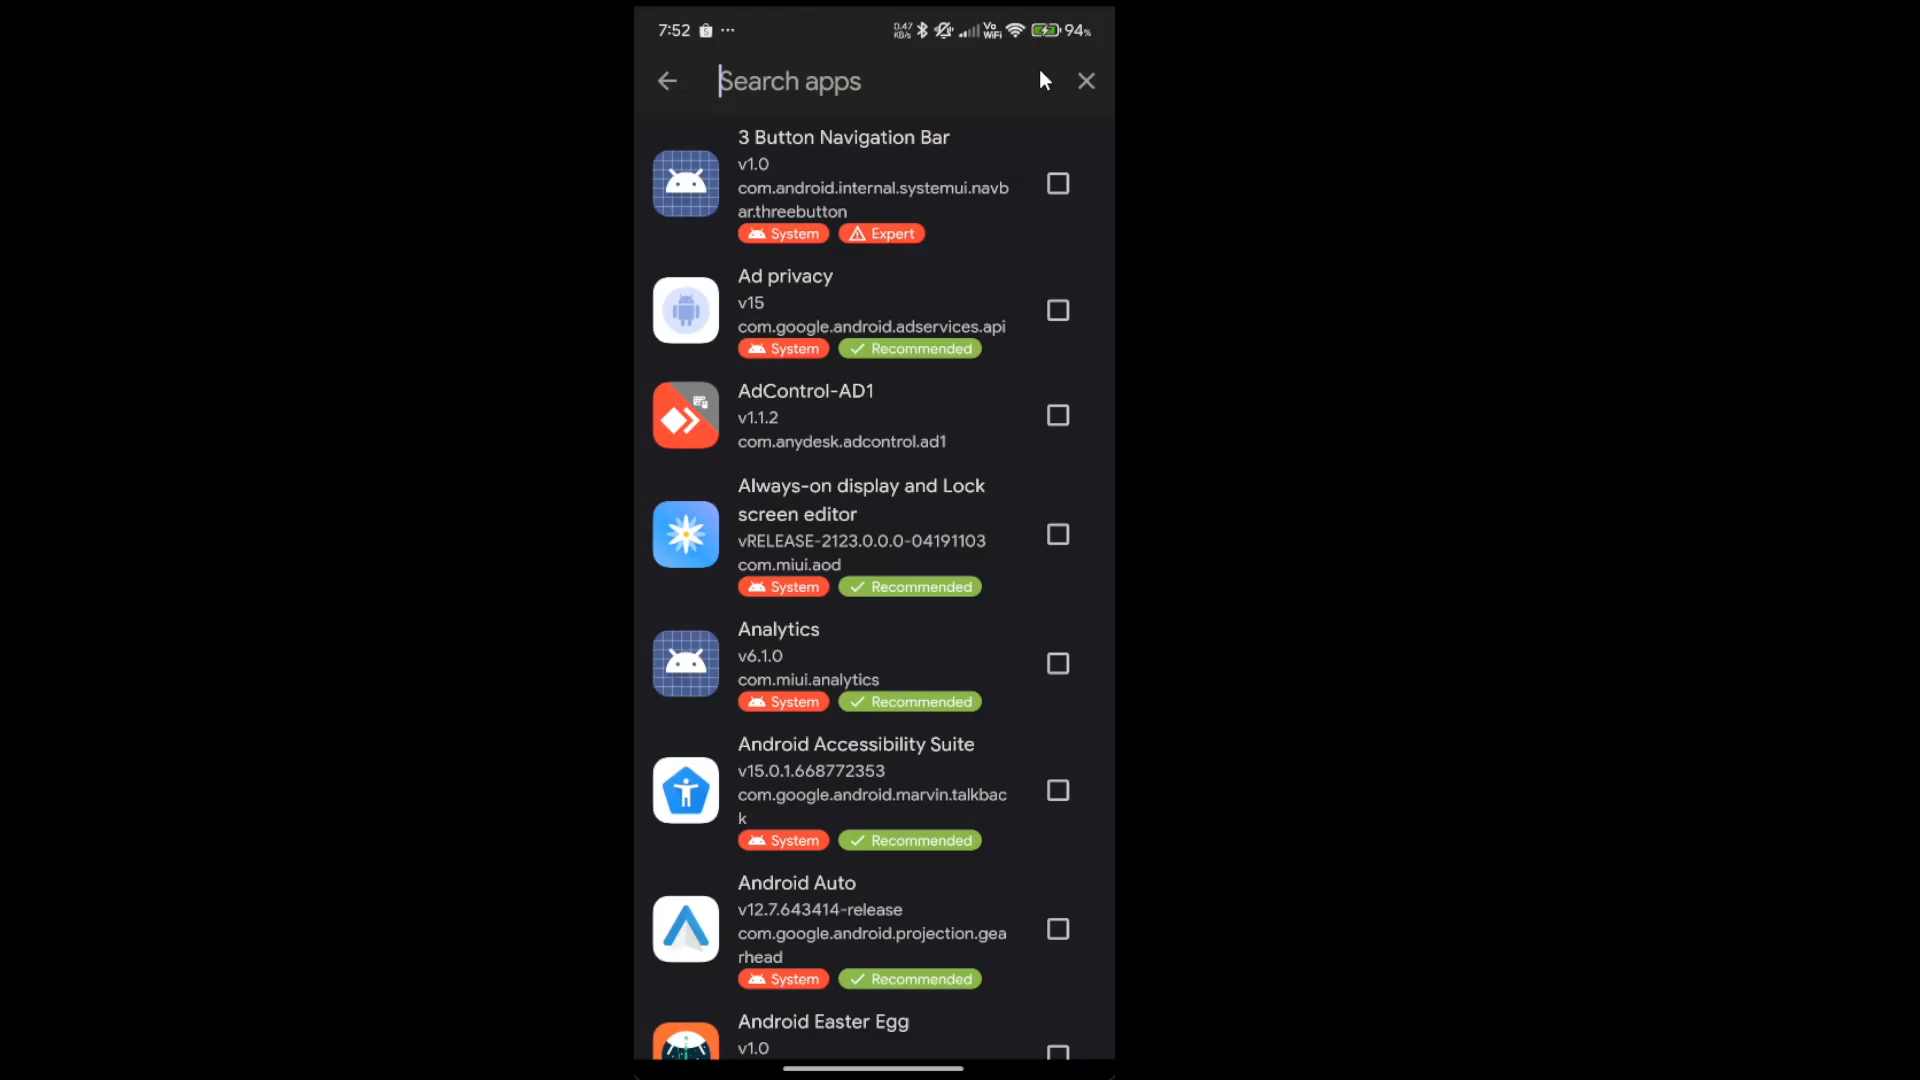 7:52
0.47
KB/s
Vo
WiFi
94%
Search apps
3 Button Navigation Bar
v1.0
com.android.internal.systemui.navb
ar.threebutton
System
Expert
Ad privacy
v15
com.google.android.adservices.api
System
Recommended
AdControl-AD1
v1.1.2
com.anydesk.adcontrol.ad1
Always-on display and Lock
screen editor
vRELEASE-2123.0.0.0-04191103
com.miui.aod
System
Recommended
Analytics
v6.1.0
com.miui.analytics
System
Recommended
Android Accessibility Suite
v15.0.1.668772353
com.google.android.marvin.talkbac
k
System
Recommended
Android Auto
v12.7.643414-release
com.google.android.projection.gea
rhead
System
Recommended
Android Easter Egg
v1.0